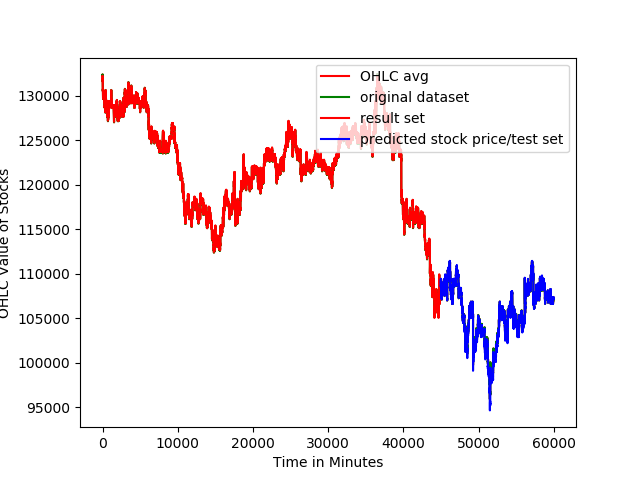 OHLC avg
original dataset
result set
predicted stock price/test set
130000
125000
120000
115000
110000
105000
100000
95000
OHLC Value of Stocks
0 10000 20000 30000 40000 50000 60000
Time in Minutes